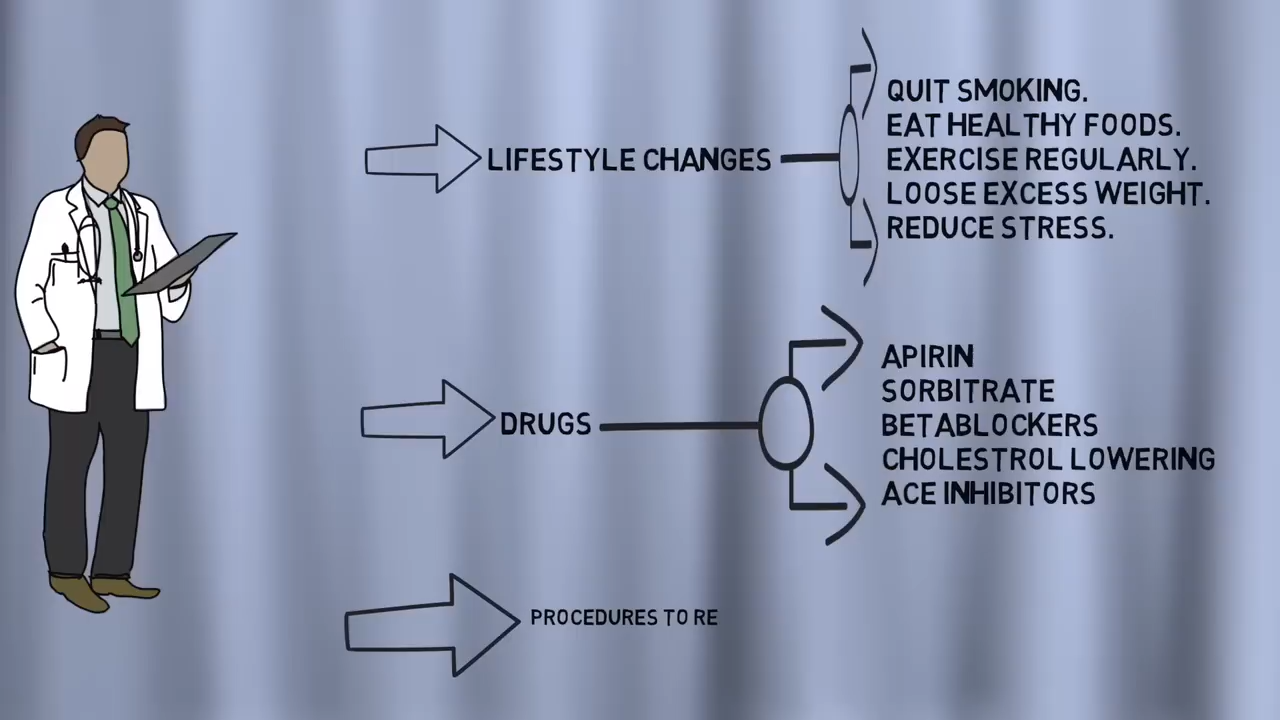 QUIT SMOKING.
EAT HEALTHY FOODS.
LIFESTYLE CHANGES
EXERCISE REGULARLY.
LOOSE EXCESS WEIGHT.
REDUCE STRESS.
APIRIN
SORBITRATE
DRUGS
BETABLOCKERS
CHOLESTROL LOWERING
ACE INHIBITORS
PROCEDURES TO RE